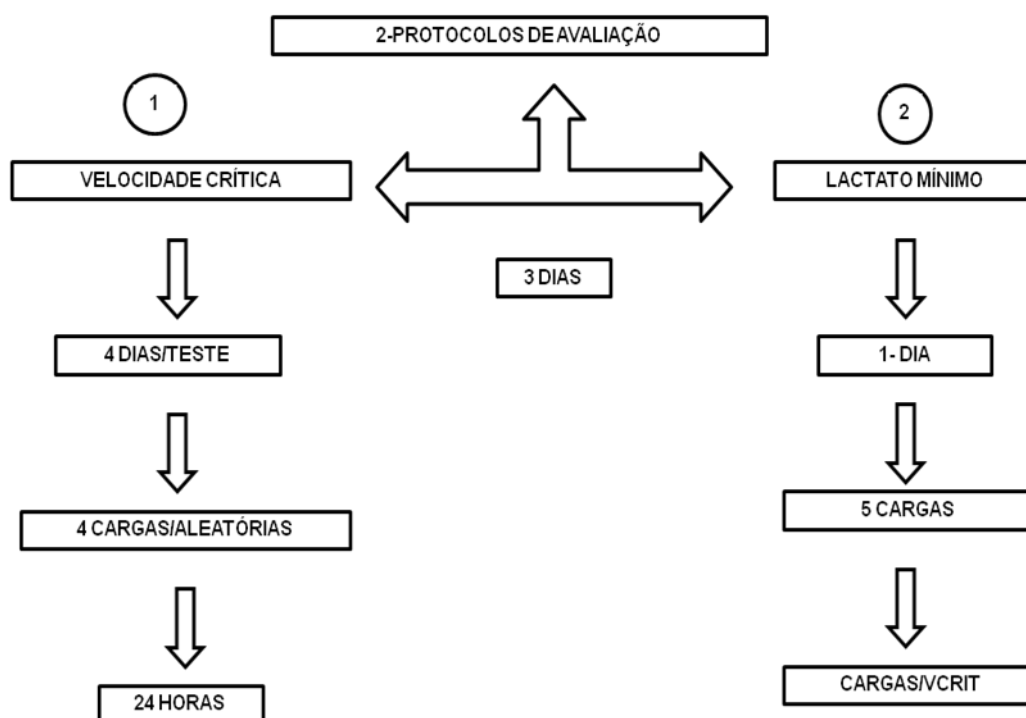 2-PROTOCOLOS DE AVALIAÇÃO
1
VELOCIDADE CRÍTICA
4 DIAS/TESTE
4 CARGAS/ALEATÓRIAS
24 HORAS
3 DIAS
2
LACTATO MÍNIMO
1- DIA
5 CARGAS
CARGAS/VCRIT